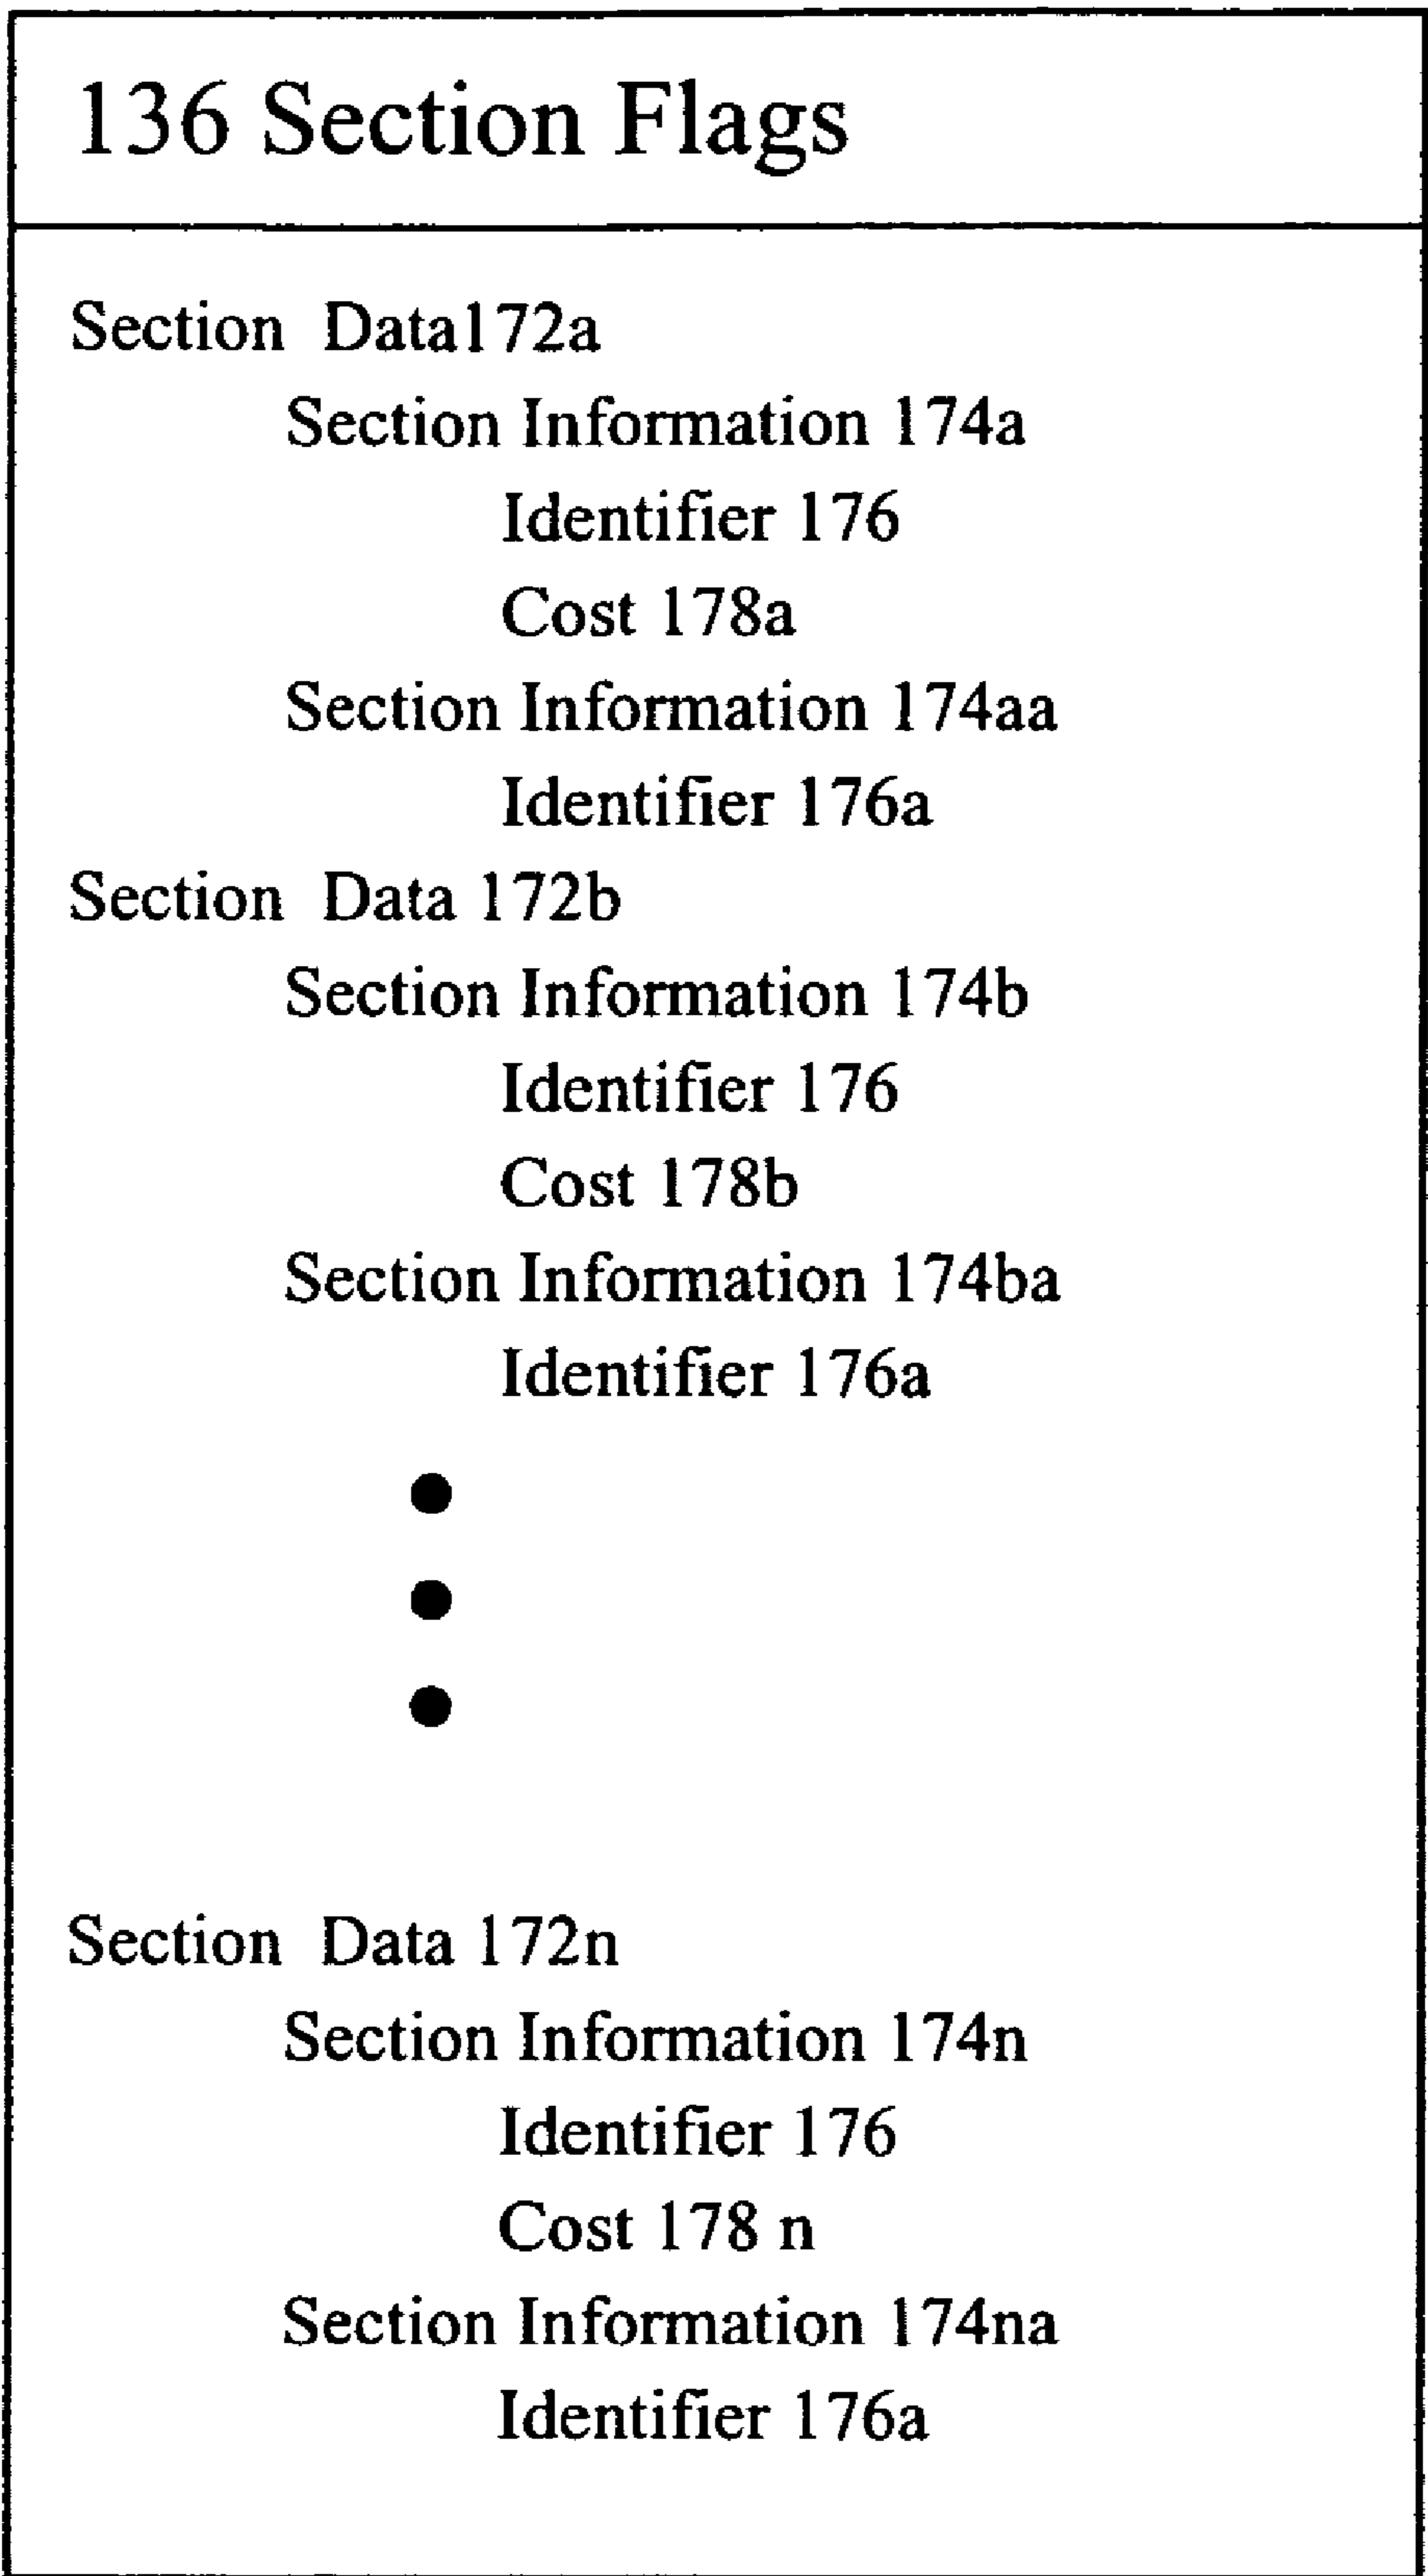 136 Section Flags
Section Data172a
Section Information 174a
Identifier 176
Cost 178a
Section Information 174aa
Identifier 176a
Section Data 172b
Section Information 174b
Identifier 176
Cost 178b
Section Information 174ba
Identifier 176a
Section Data 172n
Section Information 174n
Identifier 176
Cost 178 n
Section Information 174na
Identifier 176a